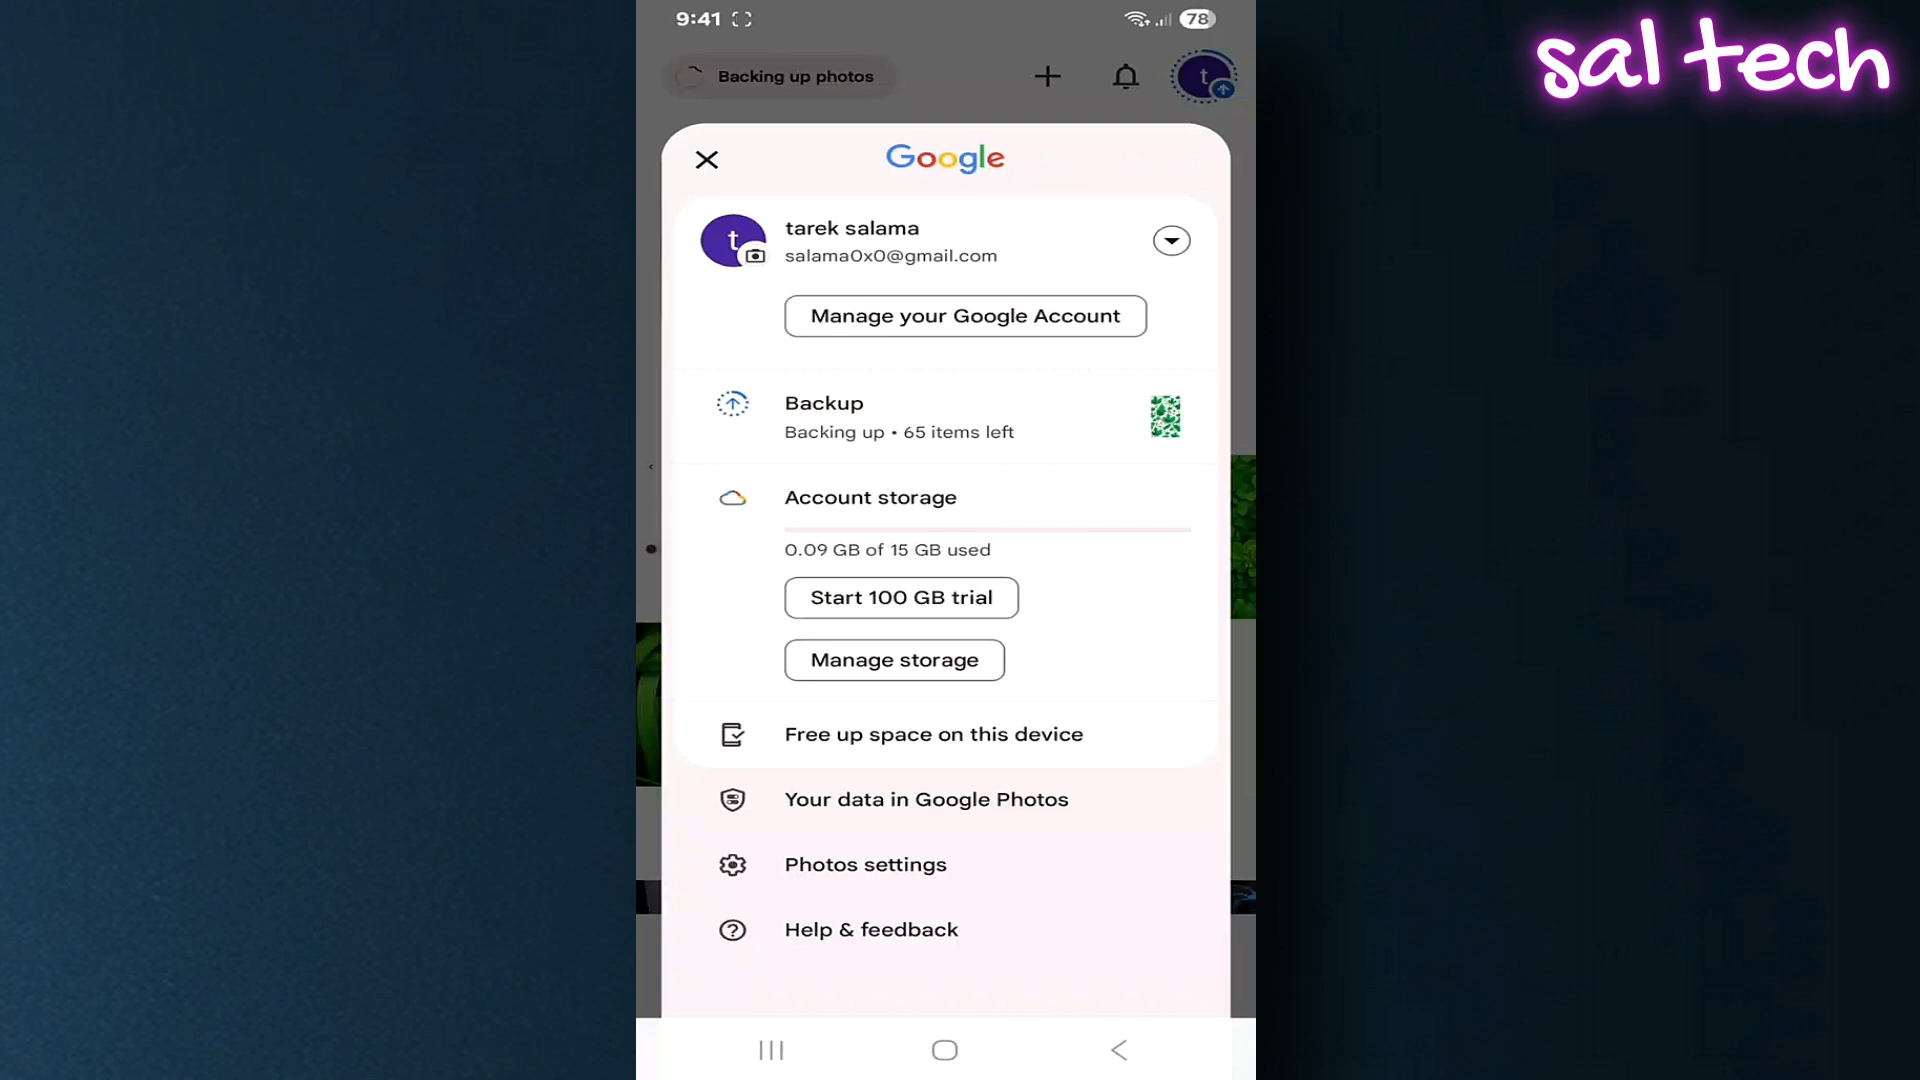 9:41
78
sal tech
Backing up photos
t
Google
t
tarek salama
salama0x0@gmail.com
Manage your Google Account
Backup
Backing up • 65 items left
Account storage
0.09 GB of 15 GB used
Start 100 GB trial
Manage storage
Free up space on this device
Your data in Google Photos
Photos settings
Help & feedback